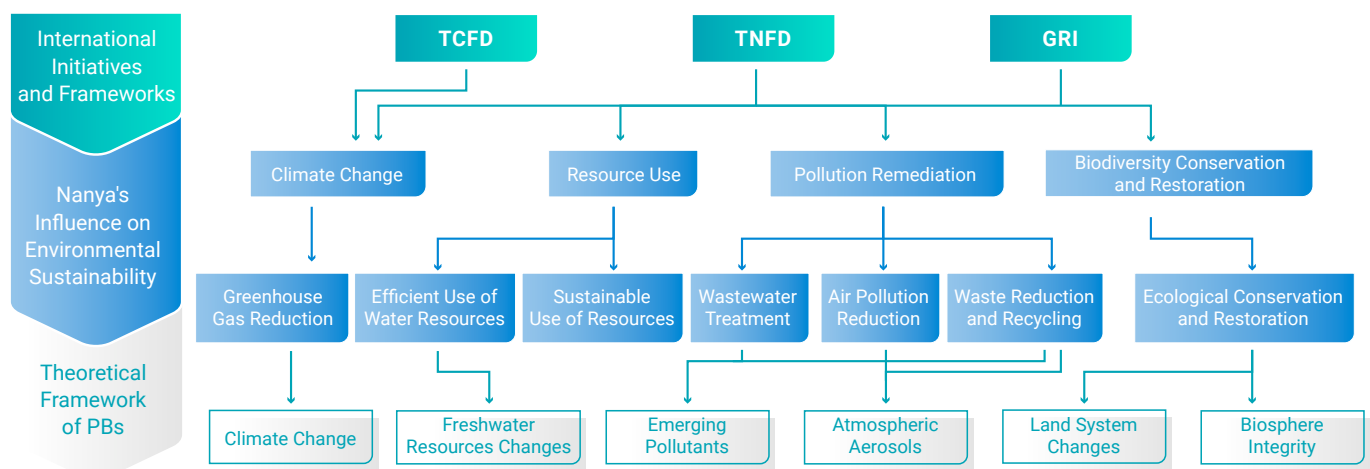 International
Initiatives
and Frameworks
TCFD
TNFD
GRI
Nanya's
Influence on
Environmental
Sustainability
Climate Change
Resource Use
Pollution Remediation
Biodiversity Conservation
and Restoration
Greenhouse
Gas Reduction
Efficient Use of
Water Resources
Sustainable
Use of Resources
Wastewater
Treatment
Air Pollution
Reduction
Waste Reduction
and Recycling
Ecological Conservation
and Restoration
Theoretical
Framework
of PBs
Climate Change
Freshwater
Resources Changes
Emerging
Pollutants
Atmospheric
Aerosols
Land System
Changes
Biosphere
Integrity